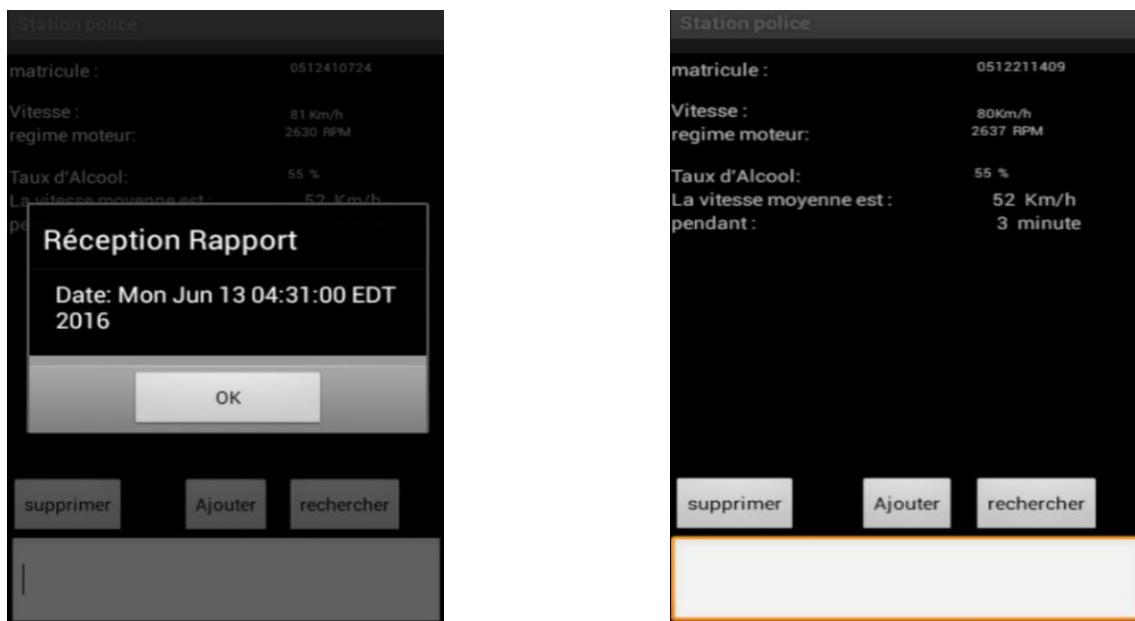 Station police
matricule : 0512410724
Vitesse : 81 Km/h
regime moteur: 2630 RPM
Taux d'Alcool: 55 %
La vitesse moyenne est : 52 Km/h
3 minute
Réception Rapport
Date: Mon Jun 13 04:31:00 EDT
2016
OK
supprimer Ajouter rechercher
Station police
matricule : 0512211409
Vitesse : 80Km/h
regime moteur: 2637 RPM
Taux d'Alcool: 55 %
La vitesse moyenne est : 52 Km/h
pendant : 3 minute
supprimer Ajouter rechercher